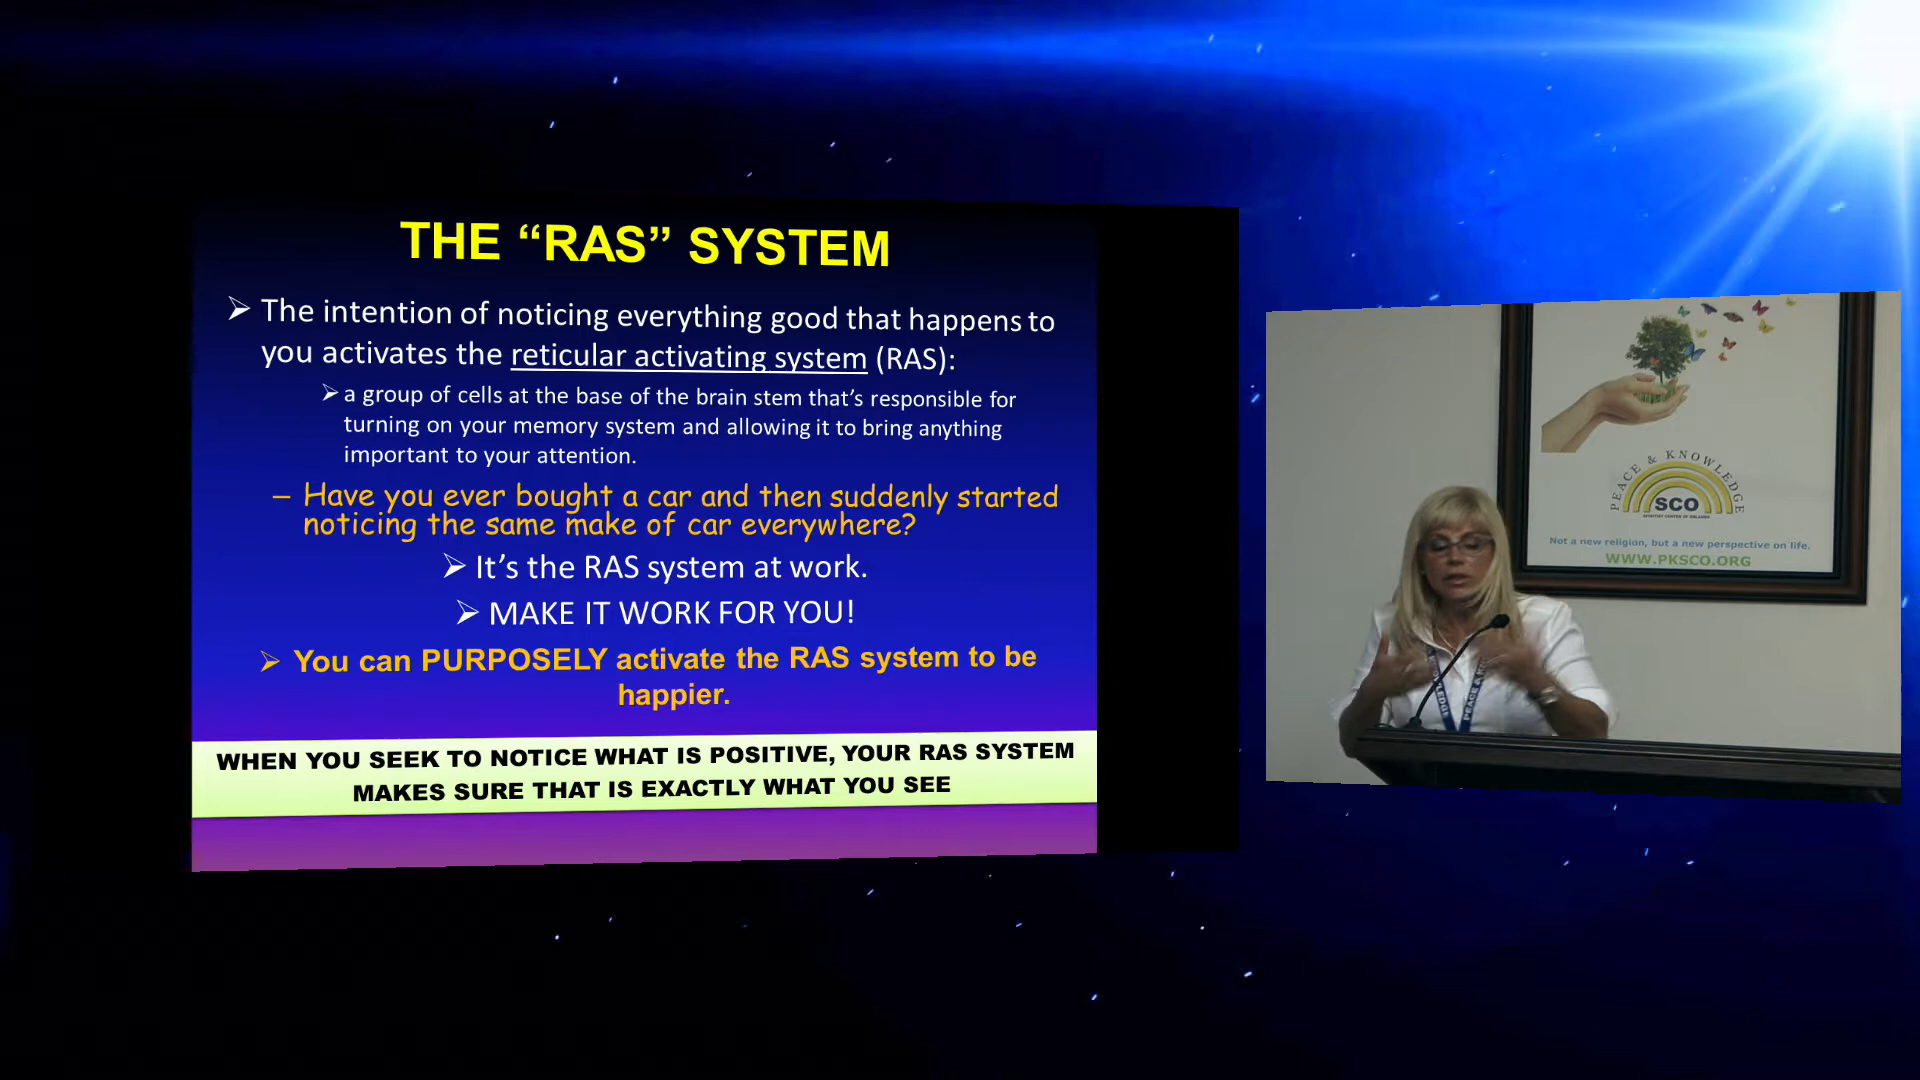 THE “RAS” SYSTEM
➢ The intention of noticing everything good that happens to
you activates the reticular activating system (RAS):
➢ a group of cells at the base of the brain stem that’s responsible for
turning on your memory system and allowing it to bring anything
important to your attention.
– Have you ever bought a car and then suddenly started
noticing the same make of car everywhere?
➢ It’s the RAS system at work.
➢ MAKE IT WORK FOR YOU!
➢ You can PURPOSELY activate the RAS system to be
happier.
WHEN YOU SEEK TO NOTICE WHAT IS POSITIVE, YOUR RAS SYSTEM
MAKES SURE THAT IS EXACTLY WHAT YOU SEE
PEACE & KNOWLEDGE
SCO
SPIRITIST CENTER OF ORLANDO
Not a new religion, but a new perspective on life.
WWW.PKSCO.ORG
PEACE &